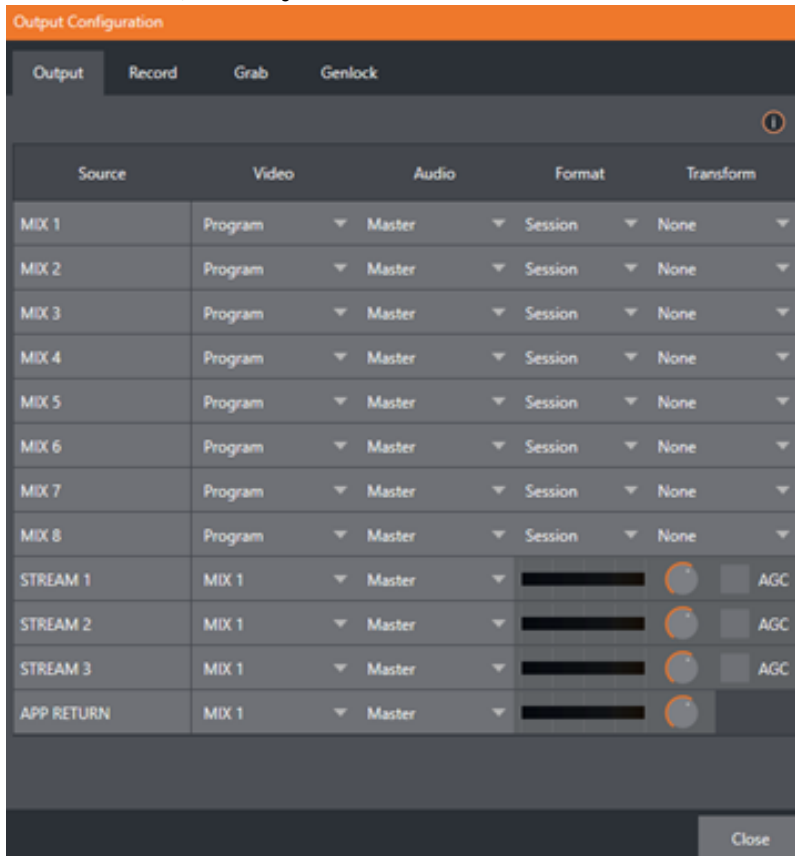 Output Configuration
Output Record Grab Genlock
Source Video Audio Format Transform
MIX 1 Program Master Session None
MIX 2 Program Master Session None
MIX 3 Program Master Session None
MIX 4 Program Master Session None
MIX 5 Program Master Session None
MIX 6 Program Master Session None
MIX 7 Program Master Session None
MIX 8 Program Master Session None
STREAM 1 MIX 1 Master AGC
STREAM 2 MIX 1 Master AGC
STREAM 3 MIX 1 Master AGC
APP RETURN MIX 1 Master
Close